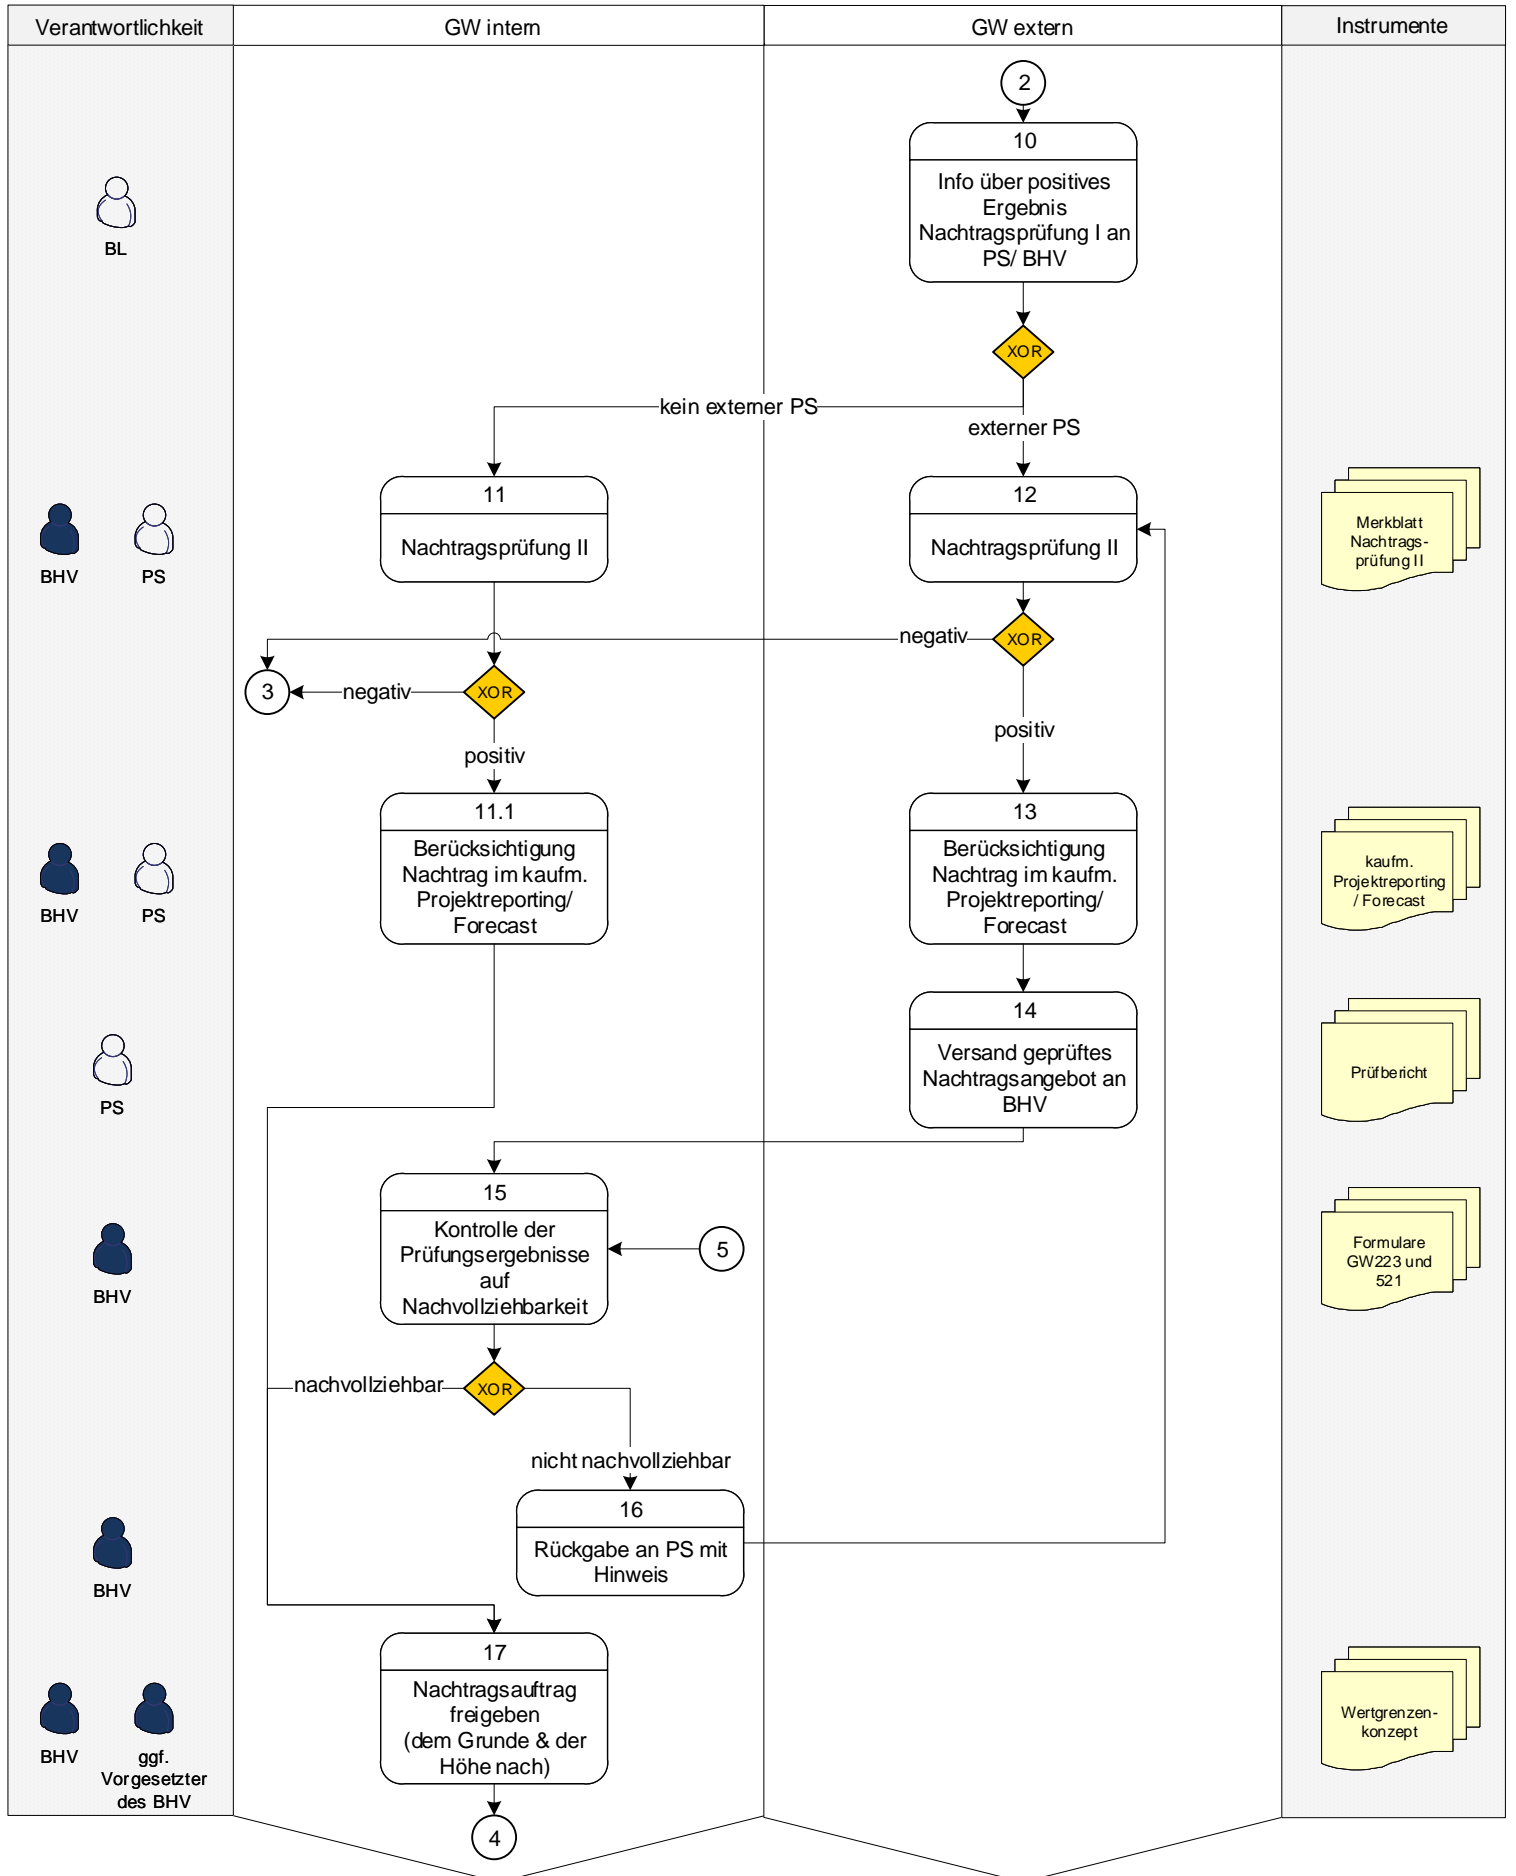 Verantwortlichkeit
GW intern
GW extern
Instrumente
2
10
Info über positives
Ergebnis
Nachtragsprüfung I an
PS/ BHV
BL
XOR
kein externer PS
externer PS
11
Nachtragsprüfung II
12
Nachtragsprüfung II
BHV
PS
Merkblatt
Nachtrags-
prüfung II
negativ
XOR
3
negativ
XOR
positiv
positiv
11.1
Berücksichtigung
Nachtrag im kaufm.
Projektreporting/
Forecast
13
Berücksichtigung
Nachtrag im kaufm.
Projektreporting/
Forecast
BHV
PS
kaufm.
Projektreporting
/ Forecast
14
Versand geprüftes
Nachtragsangebot an
BHV
PS
Prüfbericht
15
Kontrolle der
Prüfungsergebnisse
auf
Nachvollziehbarkeit
5
BHV
Formulare
GW223 und
521
nachvollziehbar
XOR
nicht nachvollziehbar
16
Rückgabe an PS mit
Hinweis
BHV
17
Nachtragsauftrag
freigeben
(dem Grunde & der
Höhe nach)
BHV
ggf.
Vorgesetzter
des BHV
Wertgrenzen-
konzept
4